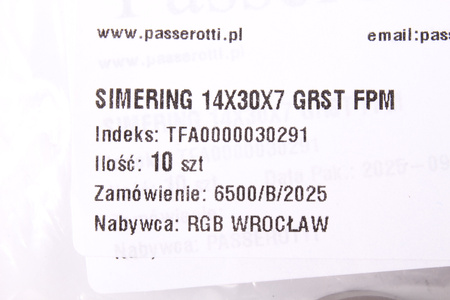 www.passerotti.pl email:pas
SIMERING 14X30X7 GRST FPM
Indeks: TFA0000030291
Ilość: 10 szt
Zamówienie: 6500/B/2025
Nabywca: RGB WROCŁAW